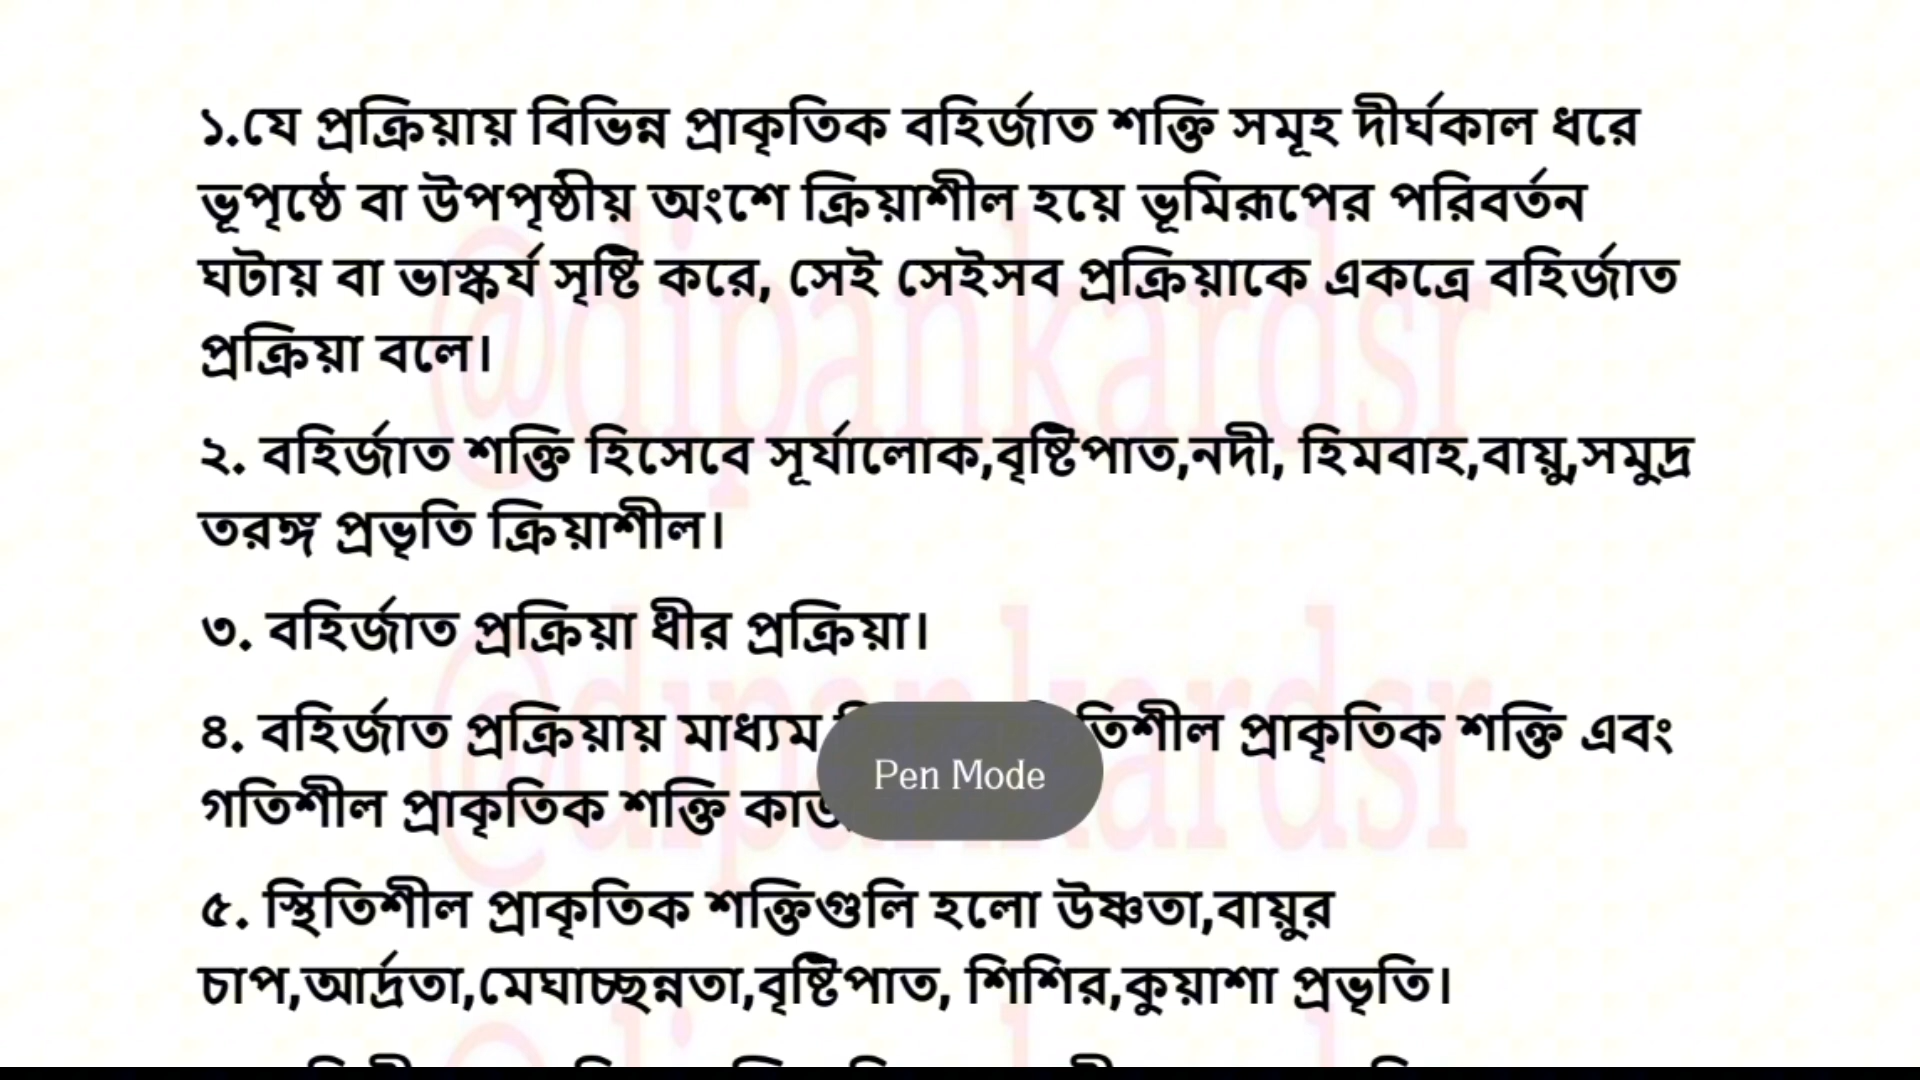 ১.যে প্রক্রিয়ায় বিভিন্ন প্রাকৃতিক বহির্জাত শক্তি সমূহ দীর্ঘকাল ধরে
ভূপৃষ্ঠে বা উপপৃষ্ঠীয় অংশে ক্রিয়াশীল হয়ে ভূমিরূপের পরিবর্তন
ঘটায় বা ভাস্কর্য সৃষ্টি করে, সেই সেইসব প্রক্রিয়াকে একত্রে বহির্জাত
প্রক্রিয়া বলে।
২. বহির্জাত শক্তি হিসেবে সূর্যালোক,বৃষ্টিপাত,নদী, হিমবাহ,বায়ু,সমুদ্র
তরঙ্গ প্রভৃতি ক্রিয়াশীল।
৩. বহির্জাত প্রক্রিয়া ধীর প্রক্রিয়া।
৪. বহির্জাত প্রক্রিয়ায় মাধ্যম প্রাকৃতিক শক্তি এবং
গতিশীল প্রাকৃতিক শক্তি
Pen Mode
৫. স্থিতিশীল প্রাকৃতিক শক্তিগুলি হলো উষ্ণতা,বায়ুর
চাপ,আর্দ্রতা,মেঘাচ্ছন্নতা,বৃষ্টিপাত, শিশির,কুয়াশা প্রভৃতি।
@dipankardsr
@dipankardsr